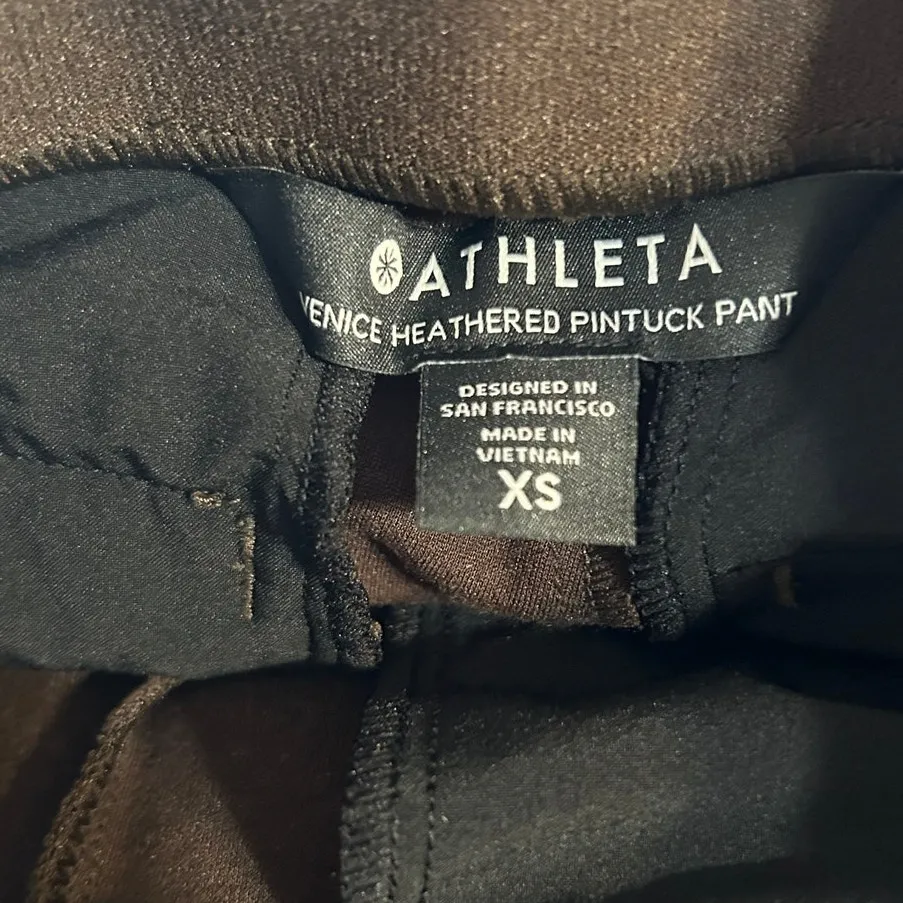 ATHLETA
VENICE HEATHERED PINTUCK PANT
DESIGNED IN
SAN FRANCISCO
MADE IN
VIETNAM
XS